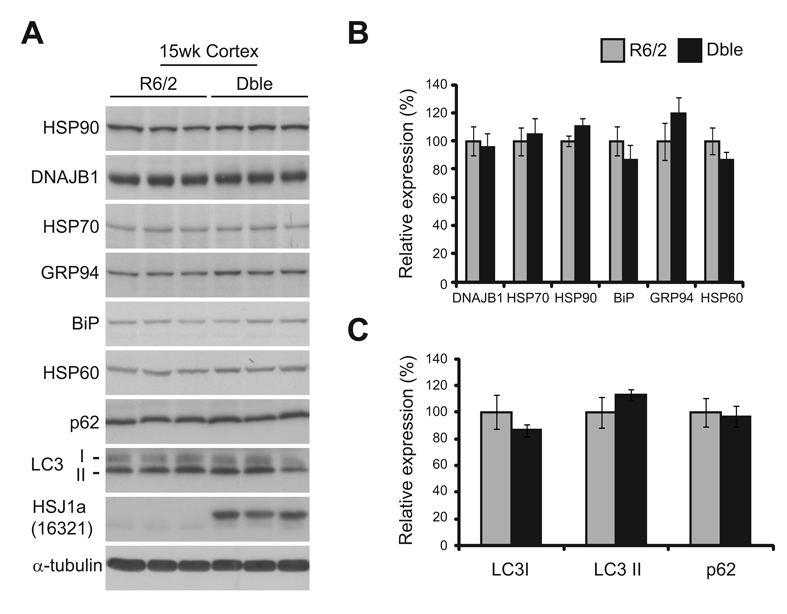 A
15wk Cortex
R6/2 Dble
HSP90
DNAJB1
HSP70
GRP94
BiP
HSP60
p62
LC3 I -
II -
HSJ1a
(16321)
α-tubulin
B
R6/2 Dble
Relative expression (%)
140
120
100
80
60
40
20
0
DNAJB1 HSP70 HSP90 BiP GRP94 HSP60
C
Relative expression (%)
140
120
100
80
60
40
20
0
LC3I LC3 II p62